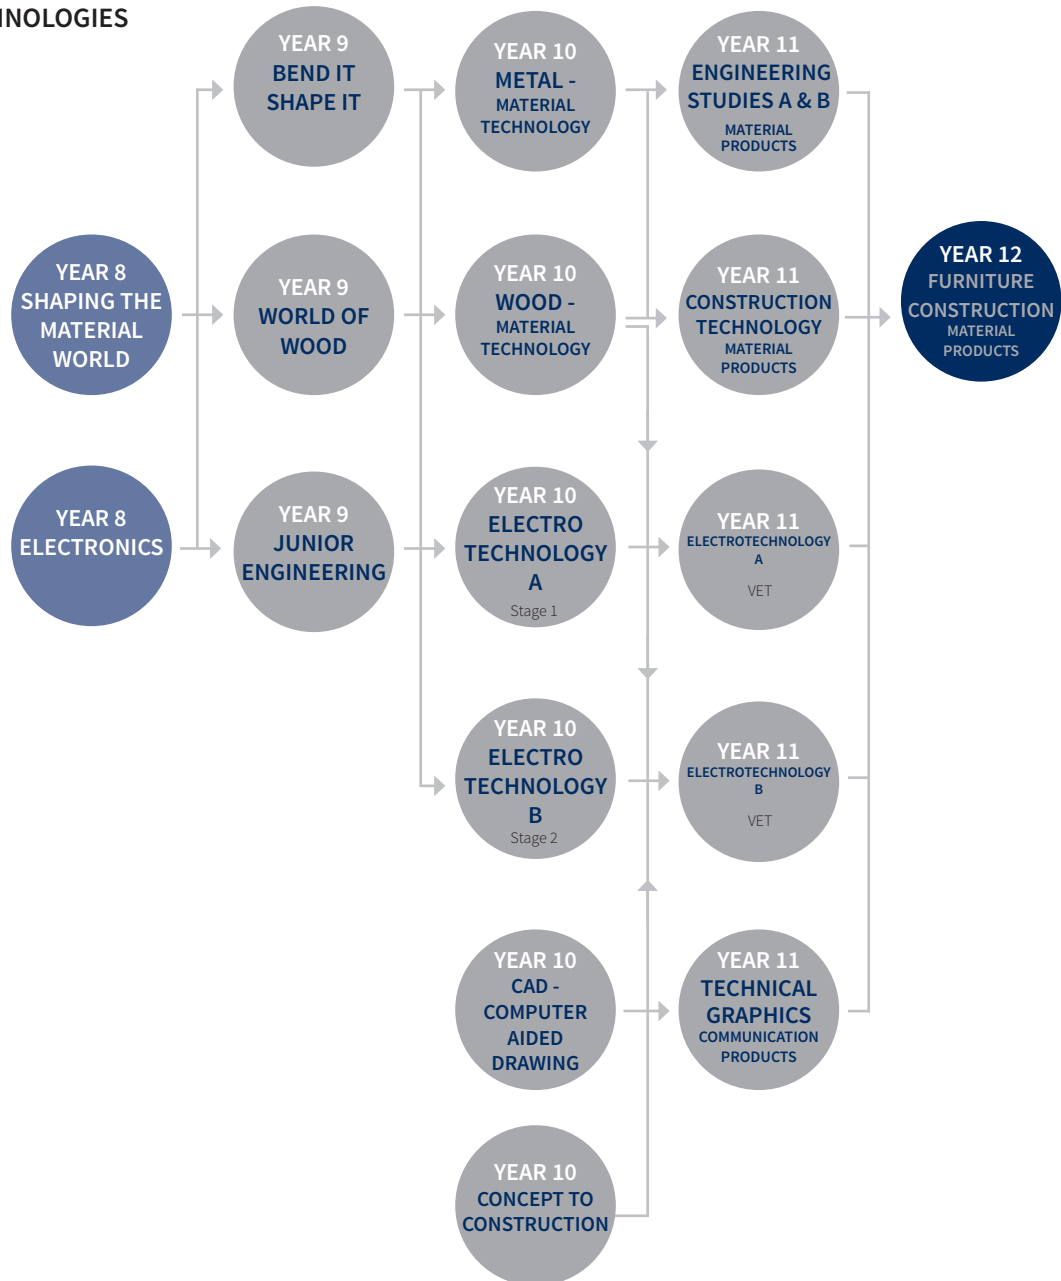 HNOLOGIES
YEAR 9
BEND IT
SHAPE IT
YEAR 10
METAL -
MATERIAL
TECHNOLOGY
YEAR 11
ENGINEERING
STUDIES A & B
MATERIAL
PRODUCTS
YEAR 8
SHAPING THE
MATERIAL
WORLD
YEAR 9
WORLD OF
WOOD
YEAR 10
WOOD -
MATERIAL
TECHNOLOGY
YEAR 11
CONSTRUCTION
TECHNOLOGY
MATERIAL
PRODUCTS
YEAR 12
FURNITURE
CONSTRUCTION
MATERIAL
PRODUCTS
YEAR 8
ELECTRONICS
YEAR 9
JUNIOR
ENGINEERING
YEAR 10
ELECTRO
TECHNOLOGY
A
Stage 1
YEAR 11
ELECTROTECHNOLOGY
A
VET
YEAR 10
ELECTRO
TECHNOLOGY
B
Stage 2
YEAR 11
ELECTROTECHNOLOGY
B
VET
YEAR 10
CAD -
COMPUTER
AIDED
DRAWING
YEAR 11
TECHNICAL
GRAPHICS
COMMUNICATION
PRODUCTS
YEAR 10
CONCEPT TO
CONSTRUCTION